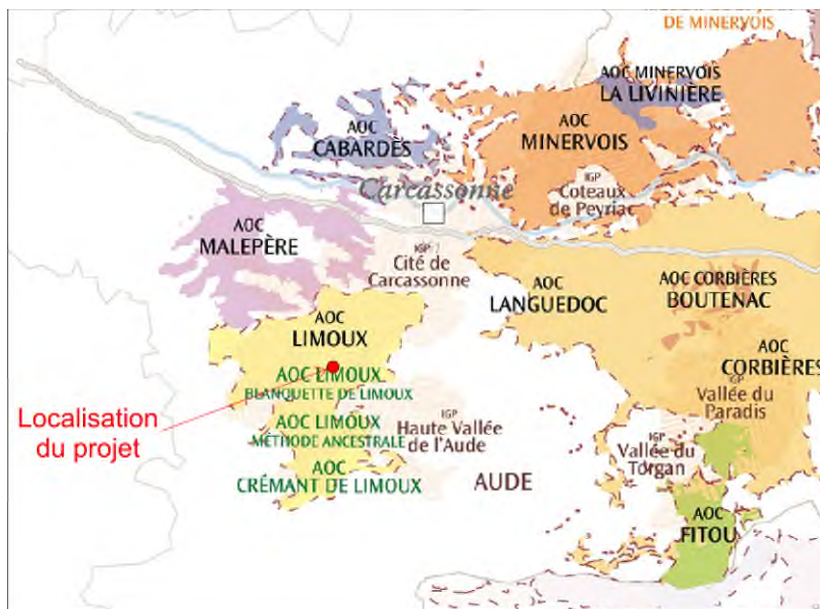 DE MINERVOIS
AOC MINERVOIS
LA LIVINIÈRE
AOC
CABARDÈS
AOC
MINERVOIS
Carcassonne
IGP
Coteaux
de Peyriac
AOC
MALEPÈRE
IGP
Cité de
Carcassonne
AOC
LANGUEDOC
AOC CORBIÈRES
BOUTENAC
AOC
LIMOUX
AOC
CORBIÈRES
AOC LIMOUX
BLANQUETTE DE LIMOUX
IGP
Vallée du
Paradis
Localisation
du projet
AOC LIMOUX
MÉTHODE ANCESTRALE
IGP
Haute Vallée
de l'Aude
IGP
Vallée du
Torgan
AOC
CRÉMANT DE LIMOUX
AUDE
AOC
FITOU